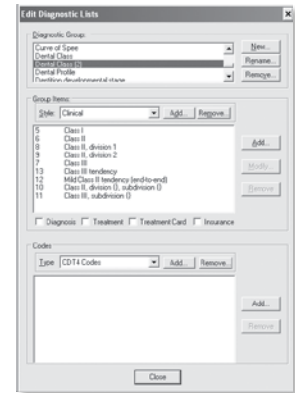 Edit Diagnostic Lists
Diagnostic Group:
Curve of Spee
Dental Class
Dental Class (2)
Dental Profile
Dentition developmental stage
New...
Rename...
Remove...
Group Items:
Style: Clinical Add... Remove...
5 Class I
6 Class II
8 Class II, division 1
9 Class II, division 2
7 Class III
13 Class III tendency
12 Mild Class II tendency (end-to-end)
10 Class II, division (), subdivision ()
11 Class III, subdivision ()
Add...
Modify...
Remove
Diagnosis Treatment Treatment Card Insurance
Codes
Type CDT4 Codes Add... Remove...
Add...
Remove
Close